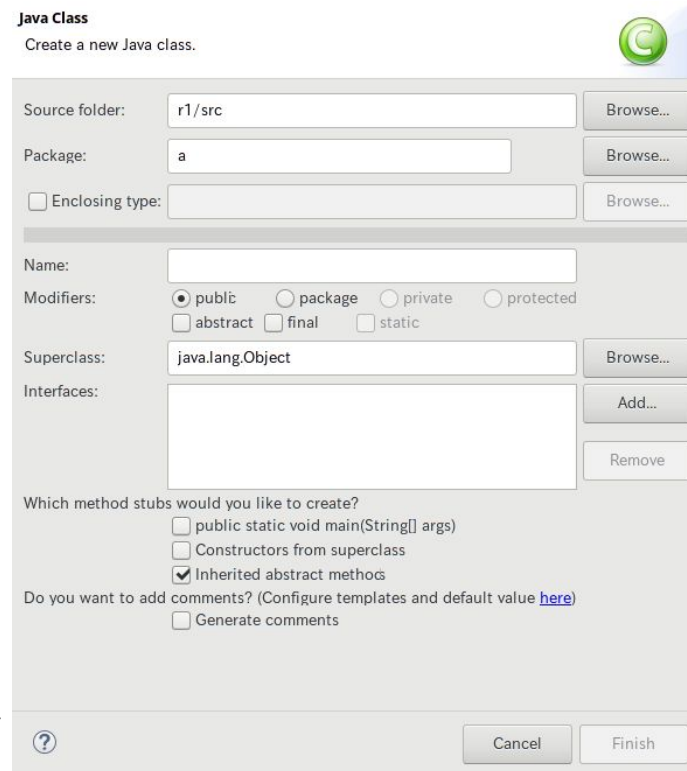 Java Class
Create a new Java class.
Source folder: r1/src Browse...
Package: a Browse...
Enclosing type: Browse...
Name:
Modifiers: public package private protected
abstract final static
Superclass: java.lang.Object Browse...
Interfaces: Add...
Remove
Which method stubs would you like to create?
public static void main(String[] args)
Constructors from superclass
Inherited abstract methods
Do you want to add comments? (Configure templates and default value here)
Generate comments
? Cancel Finish